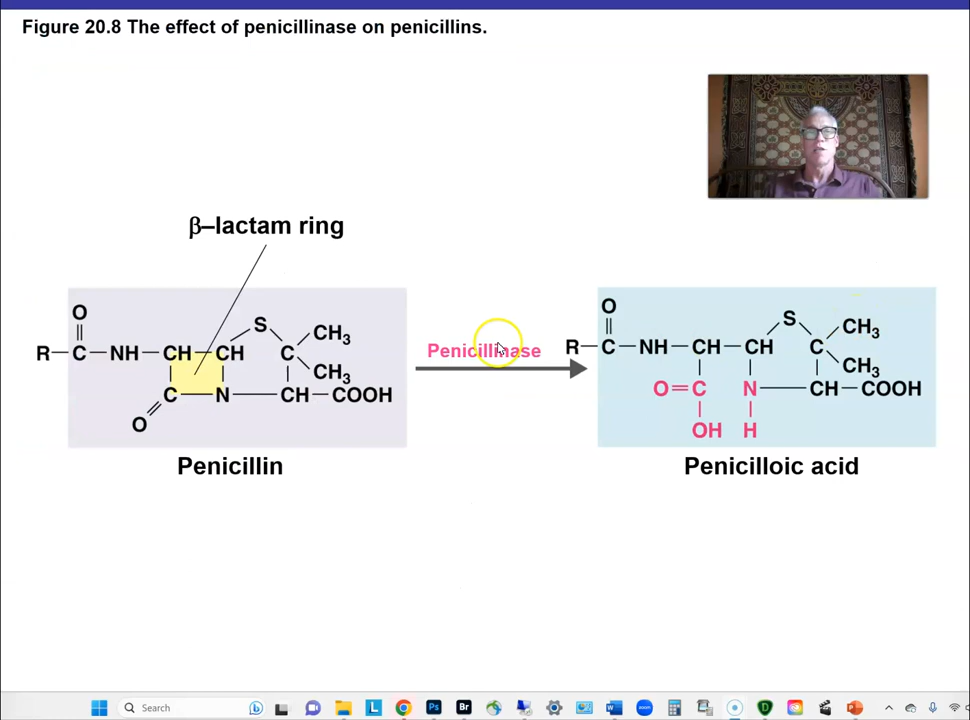 Figure 20.8 The effect of penicillinase on penicillins.
β–lactam ring
O
S
CH3
R–C–NH–CH–CH
C
CH3
C–N–CH–COOH
O
Penicillin
Penicillinase
O
S
CH3
R–C–NH–CH–CH
C
CH3
O=C
N–CH–COOH
OH
H
Penicilloic acid
Search